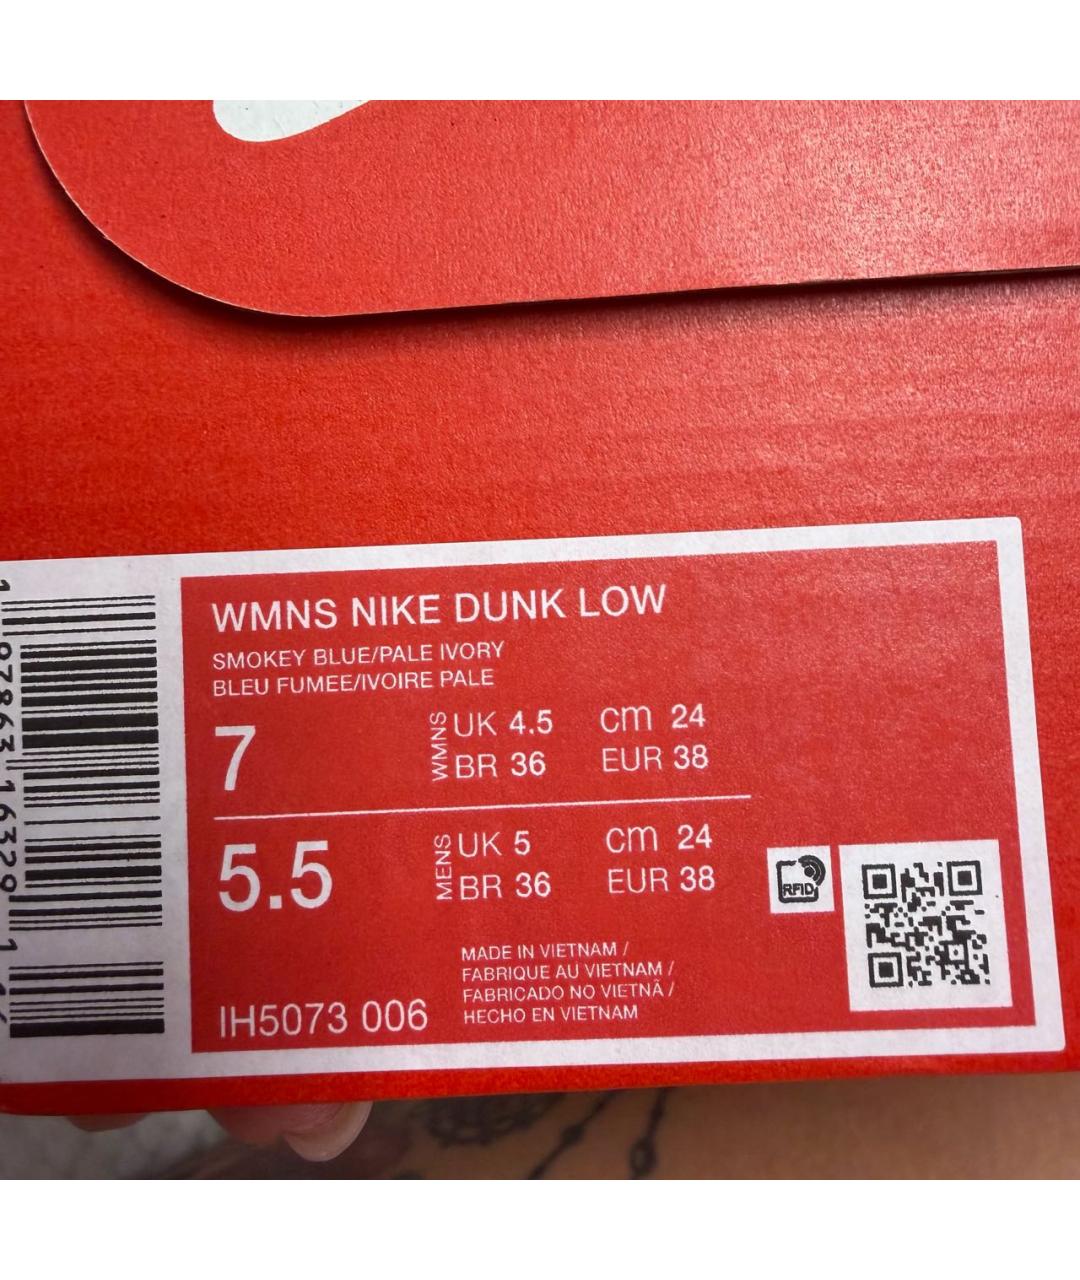 WMNS NIKE DUNK LOW
SMOKEY BLUE/PALE IVORY
BLEU FUMEE/IVOIRE PALE
7 WMNS UK 4.5 cm 24
BR 36 EUR 38
5.5 MENS UK 5 cm 24
BR 36 EUR 38
RFID
IH5073 006
MADE IN VIETNAM /
FABRIQUE AU VIETNAM /
FABRICADO NO VIETNÃ /
HECHO EN VIETNAM